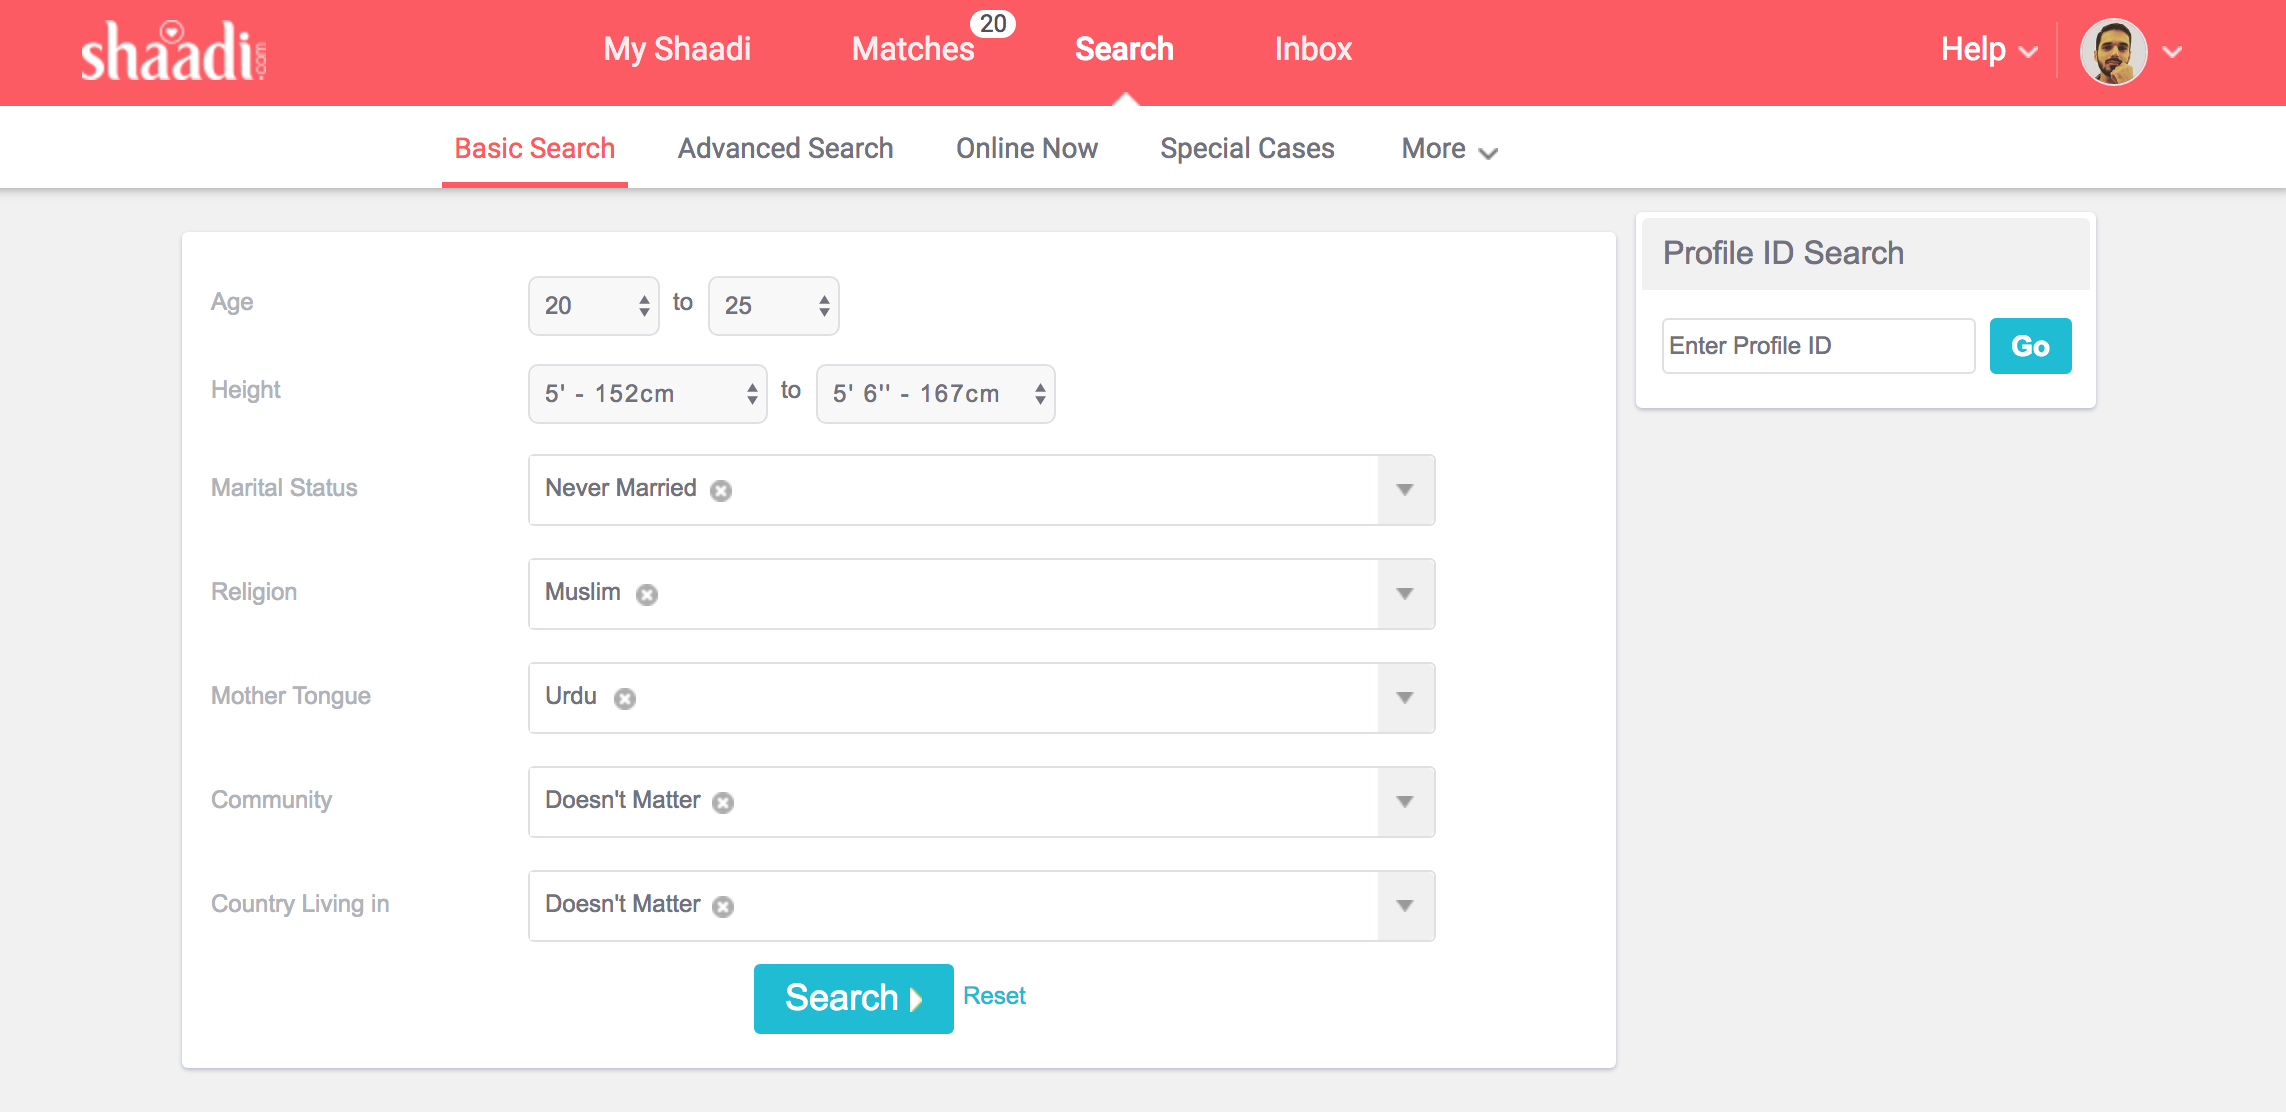 shaadi.com
My Shaadi Matches 20 Search Inbox Help
Basic Search Advanced Search Online Now Special Cases More
Profile ID Search
Enter Profile ID Go
Age 20 to 25
Height 5' - 152cm to 5' 6'' - 167cm
Marital Status Never Married
Religion Muslim
Mother Tongue Urdu
Community Doesn't Matter
Country Living in Doesn't Matter
Search Reset